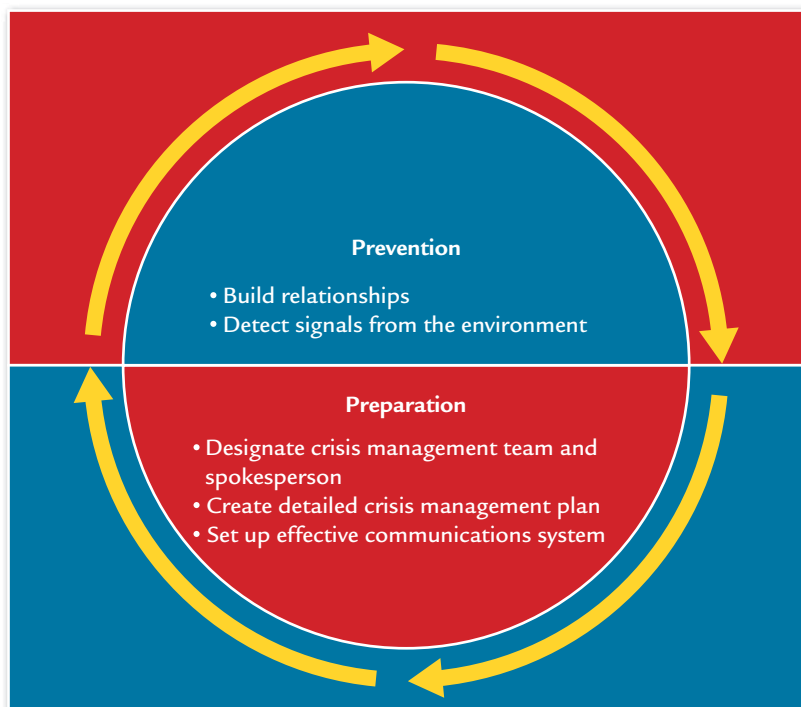 Prevention
• Build relationships
• Detect signals from the environment
Preparation
• Designate crisis management team and
spokesperson
• Create detailed crisis management plan
• Set up effective communications system